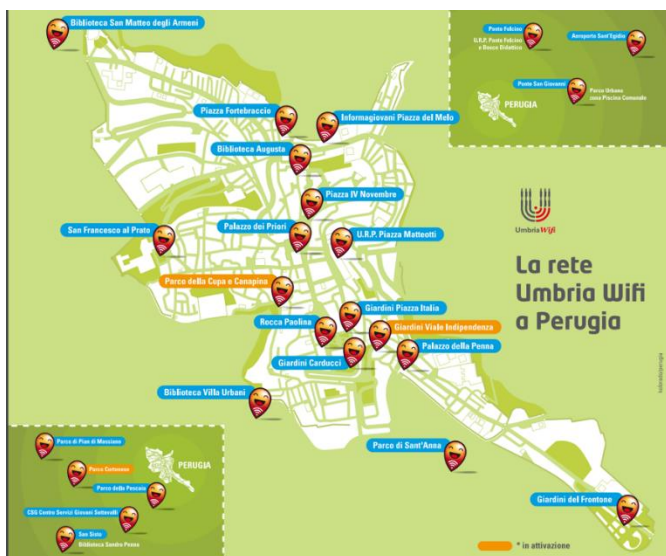 Biblioteca San Matteo degli Armeni
Ponte Felcino
U.R.P. Ponte Felcino
e Bosco Didattico
Aeroporto Sant'Egidio
Ponte San Giovanni
Parco Urbano
zona Piscina Comunale
PERUGIA
Piazza Fortebraccio
Informagiovani Piazza del Melo
Biblioteca Augusta
Piazza IV Novembre
San Francesco al Prato
Palazzo dei Priori
U.R.P. Piazza Matteotti
Umbria Wifi
La rete
Umbria Wifi
a Perugia
Parco della Cupa e Canapina
Giardini Piazza Italia
Rocca Paolina
Giardini Viale Indipendenza
Palazzo della Penna
Giardini Carducci
Biblioteca Villa Urbani
Parco di Sant'Anna
Giardini del Frontone
Parco di Pian di Massiano
PERUGIA
Parco della Pescaia
CSG Centro Servizi Giovani Settevalli
San Sisto
Biblioteca Sandro Penna
* in attivazione